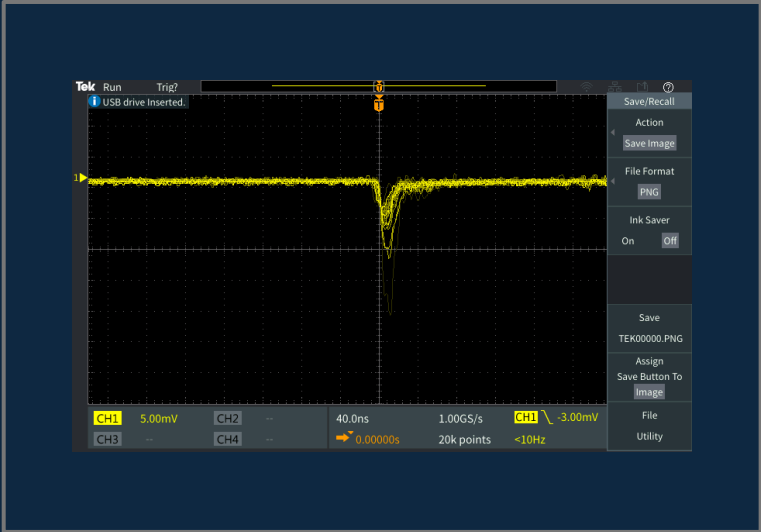 Tek Run Trig?
USB drive Inserted.
T
T
1
Save/Recall
Action
Save Image
File Format
PNG
Ink Saver
On Off
Save
TEK00000.PNG
Assign
Save Button To
Image
File
Utility
CH1 5.00mV CH2 -- 40.0ns 1.00GS/s CH1 -3.00mV
CH3 -- CH4 -- 0.00000s 20k points <10Hz